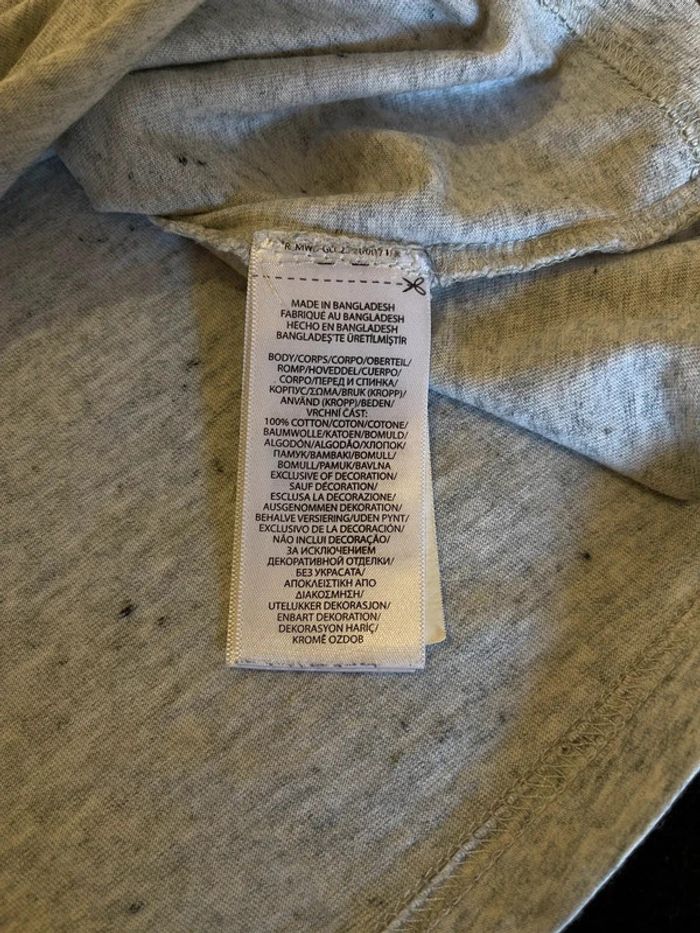 MADE IN BANGLADESH
FABRIQUÉ AU BANGLADESH
HECHO EN BANGLADESH
BANGLADEŞ'TE ÜRETİLMİŞTİR
BODY/CORPS/CORPO/OBERTEIL/
ROMP/HOVEDDEL/CUERPO/
CORPO/ПЕРЕД И СПИНКА/
КОРПУС/ΣΩΜΑ/BRUK (KROPP)/
ANVÄND (KROPP)/BEDEN/
VRCHNÍ ČÁST:
100% COTTON/COTON/COTONE/
BAUMWOLLE/KATOEN/BOMULD/
ALGODÓN/ALGODÃO/ХЛОПОК/
ПАМУК/ΒΑΜΒΑΚΙ/BOMULL/
BOMULL/PAMUK/BAVLNA
EXCLUSIVE OF DECORATION/
SAUF DÉCORATION/
ESCLUSA LA DECORAZIONE/
AUSGENOMMEN DEKORATION/
BEHALVE VERSIERING/UDEN PYNT/
EXCLUSIVO DE LA DECORACIÓN/
NÃO INCLUI DECORAÇÃO/
ЗА ИСКЛЮЧЕНИЕМ
ДЕКОРАТИВНОЙ ОТДЕЛКИ/
БЕЗ УКРАСАТА/
ΑΠΟΚΛΕΙΣΤΙΚΗ ΑΠΟ
ΔΙΑΚΟΣΜΗΣΗ/
UTELUKKER DEKORASJON/
ENBART DEKORATION/
DEKORASYON HARİÇ/
KROMĚ OZDOB